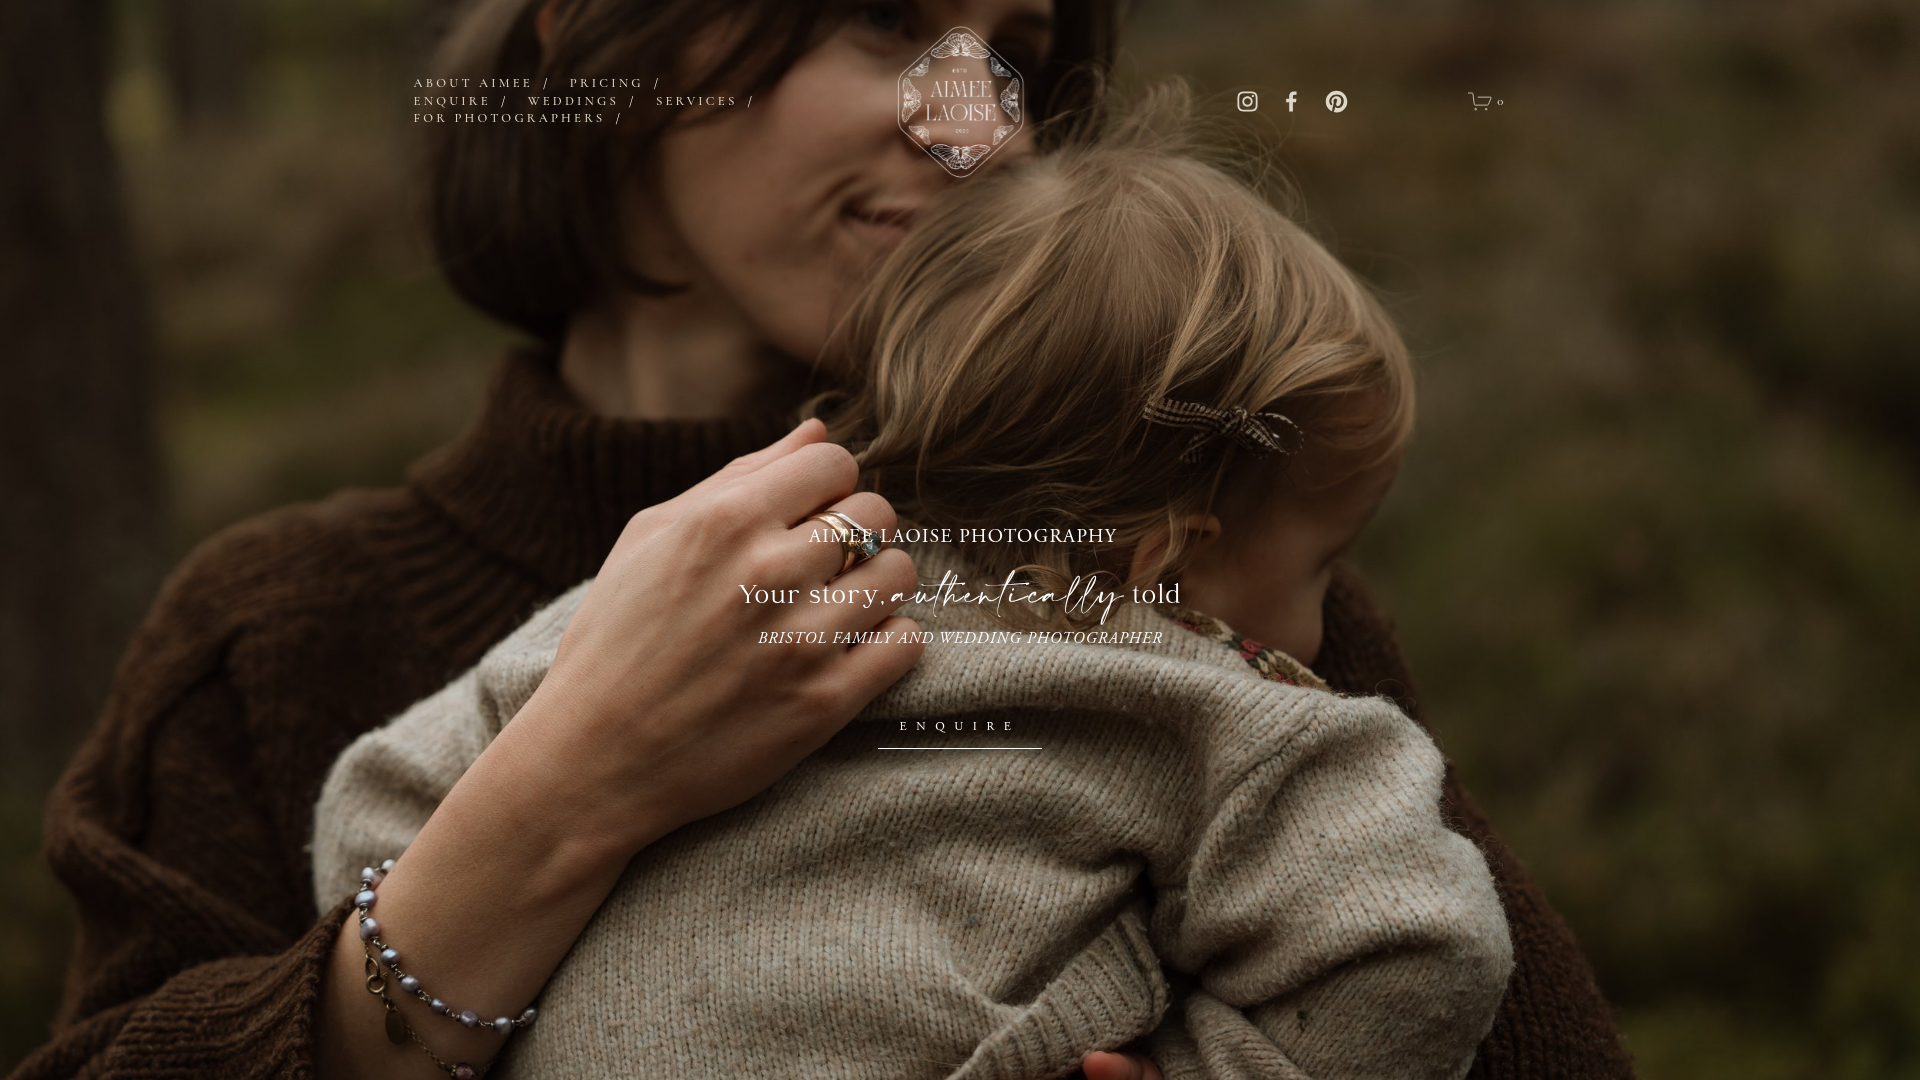 ABOUT AIMEE / PRICING /
ENQUIRE / WEDDINGS / SERVICES /
FOR PHOTOGRAPHERS /
ESTD
AIMEE
LAOISE
2022
0
AIMEE LAOISE PHOTOGRAPHY
Your story, authentically told
BRISTOL FAMILY AND WEDDING PHOTOGRAPHER
ENQUIRE